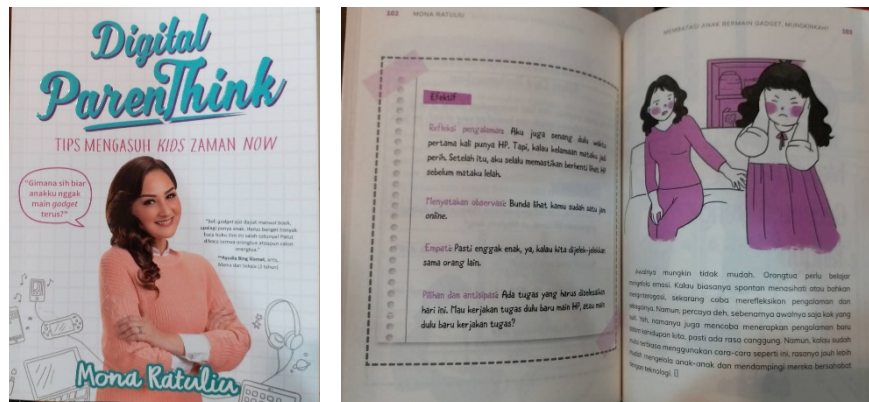 Digital
ParenThink
TIPS MENGASUH KIDS ZAMAN NOW
"Gimana sih biar
anakku nggak
main gadget
terus?"
orangtua."
Mona Ratuliu
102 MONA RATULIU
Efektif
Refleksi pengalaman: Aku juga senang dulu waktu
pertama kali punya HP. Tapi, kalau kelamaan mataku jadi
perih. Setelah itu, aku selalu memastikan berhenti lihat HP
sebelum mataku lelah.
Menyatakan observasi: Bunda lihat kamu sudah satu jam
online.
Empati: Pasti enggak enak, ya, kalau kita dijelek-jelekkan
sama orang lain.
Pilihan dan antisipasi: Ada tugas yang harus diselesaikan
hari ini. Mau kerjakan tugas dulu baru main HP, atau main
dulu baru kerjakan tugas?
MEMBATASI ANAK BERMAIN GADGET, MUNGKINKAH? 103
Awalnya mungkin tidak mudah. Orangtua perlu belajar
mengelola emosi. Kalau biasanya spontan menasihati atau bahkan
menginterogasi, sekarang coba merefleksikan pengalaman dan
sebagainya. Namun, percaya deh, sebenarnya awalnya saja kok yang
sulit. Yah, namanya juga mencoba menerapkan pengalaman baru
dalam kehidupan kita, pasti ada rasa canggung. Namun, kalau sudah
mulai terbiasa menggunakan cara-cara seperti ini, rasanya jauh lebih
mudah mengelola anak-anak dan mendampingi mereka bersahabat
dengan teknologi. []